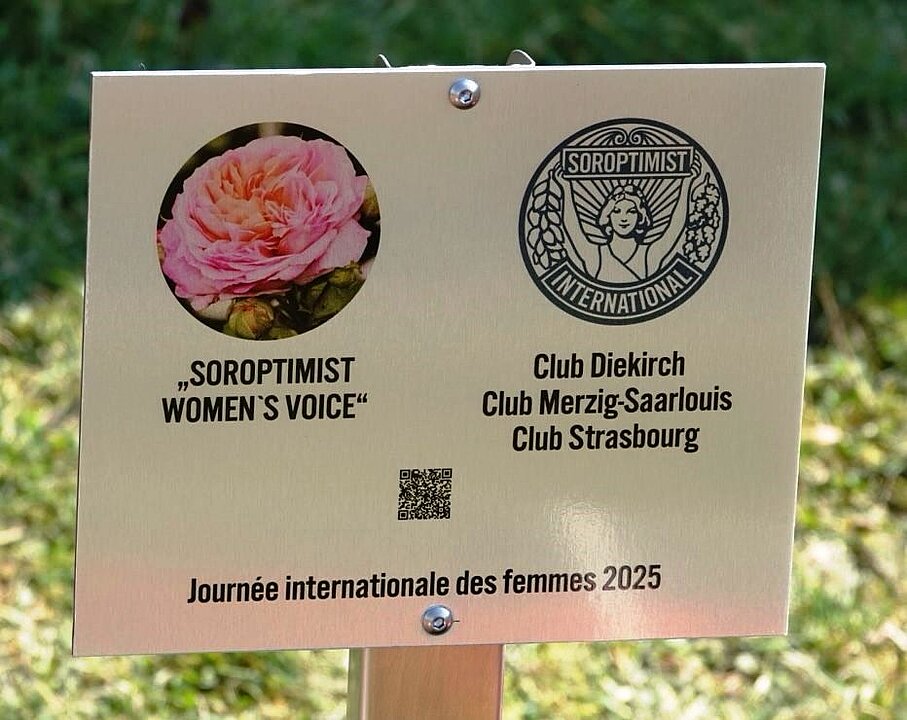 SOROPTIMIST
INTERNATIONAL
„SOROPTIMIST
WOMEN`S VOICE“
Club Diekirch
Club Merzig-Saarlouis
Club Strasbourg
Journée internationale des femmes 2025